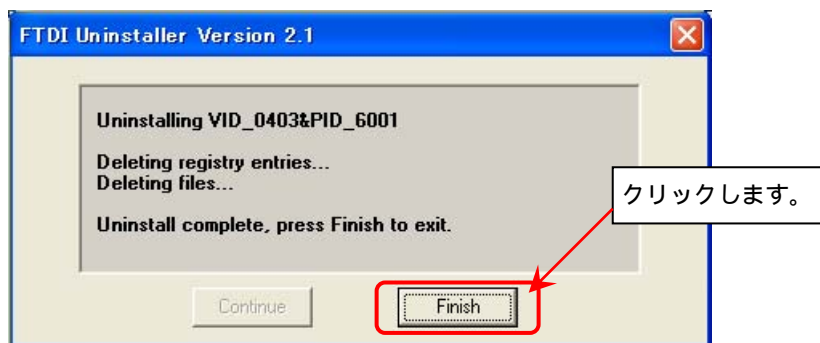 FTDI Uninstaller Version 2.1
Uninstalling VID_0403&PID_6001
Deleting registry entries...
Deleting files...
Uninstall complete, press Finish to exit.
クリックします。
Continue
Finish